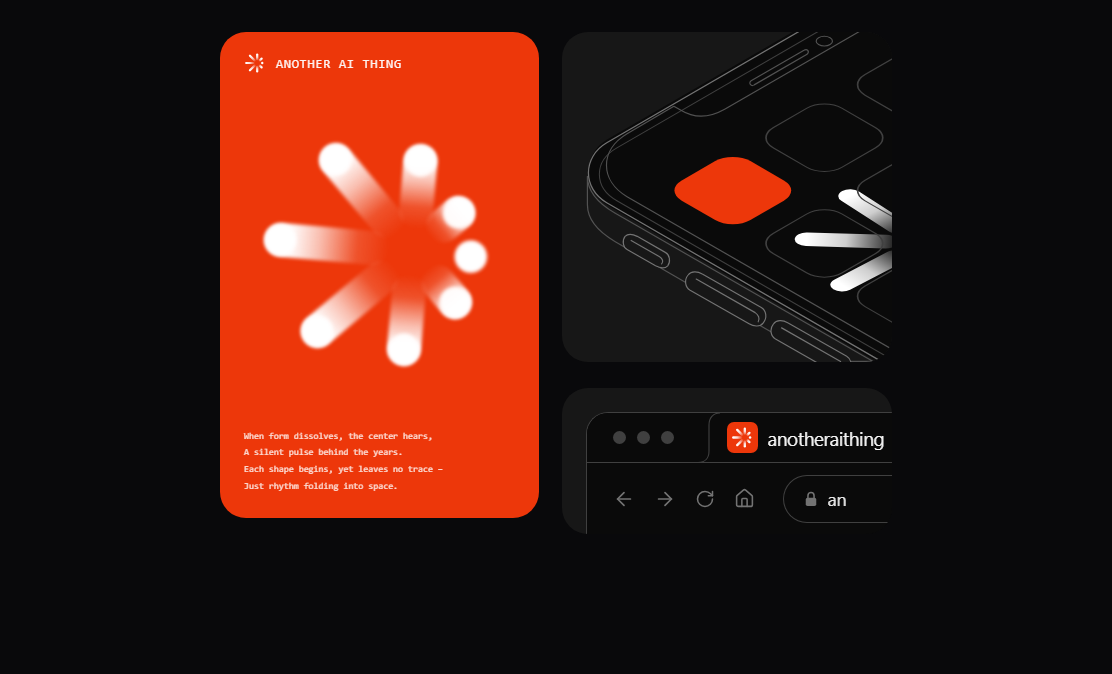 ANOTHER AI THING
When form dissolves, the center hears,
A silent pulse behind the years.
Each shape begins, yet leaves no trace –
Just rhythm folding into space.
anotheraithing
an